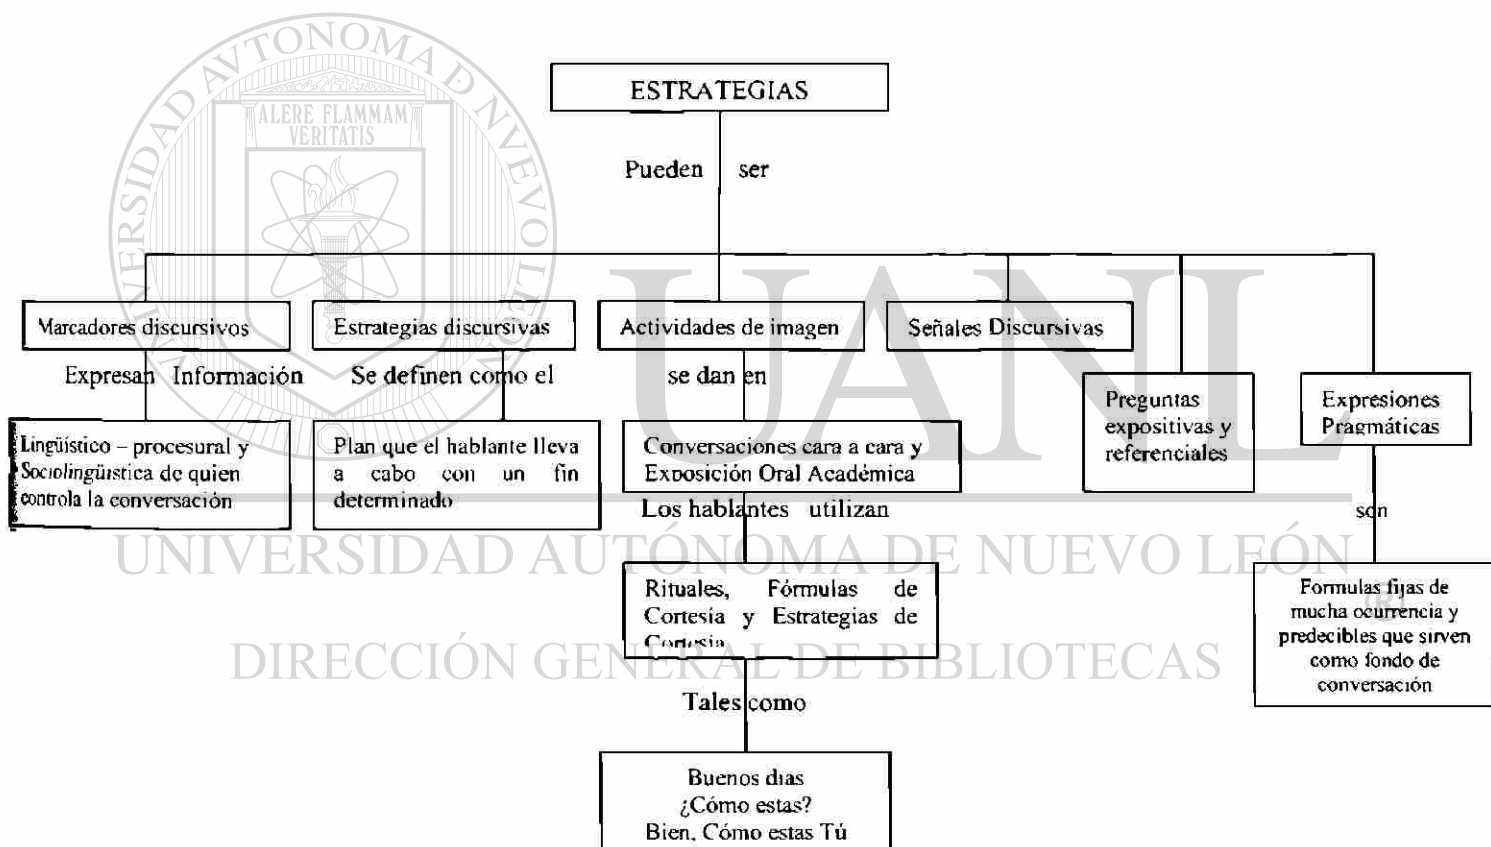 ESTRATEGIAS
Pueden ser
Marcadores discursivos
Estrategias discursivas
Actividades de imagen
Señales Discursivas
Expresan Información
Se definen como el
se dan en
Preguntas
expositivas y
referenciales
Expresiones
Pragmáticas
Lingüístico – procesural y
Sociolingüística de quien
controla la conversación
Plan que el hablante lleva
a cabo con un fin
determinado
Conversaciones cara a cara y
Exposición Oral Académica
Los hablantes utilizan
son
Rituales, Fórmulas de
Cortesía y Estrategias de
Cortesía
Formulas fijas de
mucha ocurrencia y
predecibles que sirven
como fondo de
conversación
Tales como
Buenos dias
¿Cómo estas?
Bien, Cómo estas Tú
UNIVERSIDAD AUTÓNOMA DE NUEVO LEÓN
ALERE FLAMMAM
VERITATIS
UANL
UNIVERSIDAD AUTÓNOMA DE NUEVO LEÓN
®
DIRECCIÓN GENERAL DE BIBLIOTECAS